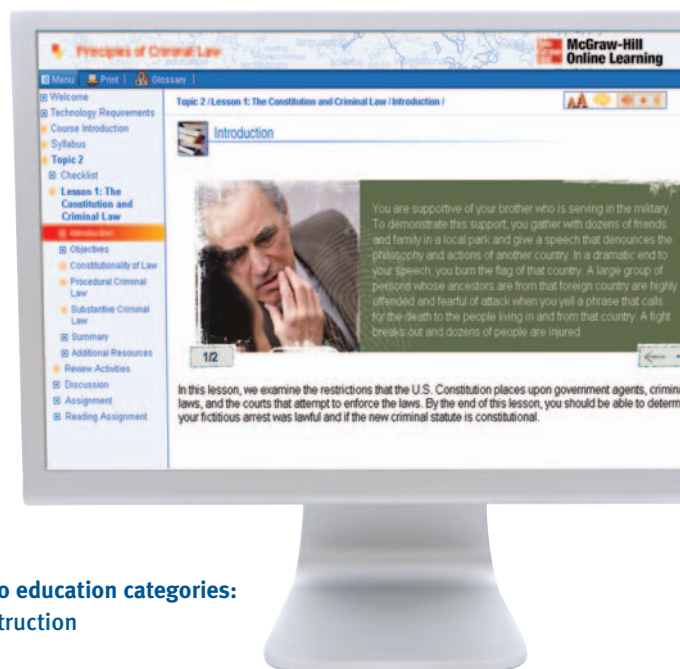 Principles of Criminal Law
McGraw-Hill
Online Learning
Menu
Print |
Glossary |
Welcome
Technology Requirements
Course Introduction
Syllabus
Topic 2
Checklist
Lesson 1: The
Constitution and
Criminal Law
Introduction
Objectives
Constitutionality of Law
Procedural Criminal
Law
Substantive Criminal
Law
Summary
Additional Resources
Review Activities
Discussion
Assignment
Reading Assignment
Topic 2 /Lesson 1: The Constitution and Criminal Law / Introduction /
AA
Introduction
You are supportive of your brother who is serving in the military.
To demonstrate this support, you gather with dozens of friends
and family in a local park and give a speech that denounces the
philosophy and actions of another country. In a dramatic end to
your speech, you burn the flag of that country. A large group of
persons whose ancestors are from that foreign country are highly
offended and fearful of attack when you yell a phrase that calls
for the death to the people living in and from that country. A fight
breaks out and dozens of people are injured.
1/2
In this lesson, we examine the restrictions that the U.S. Constitution places upon government agents, crimina
laws, and the courts that attempt to enforce the laws. By the end of this lesson, you should be able to determ
your fictitious arrest was lawful and if the new criminal statute is constitutional.
o education categories:
truction